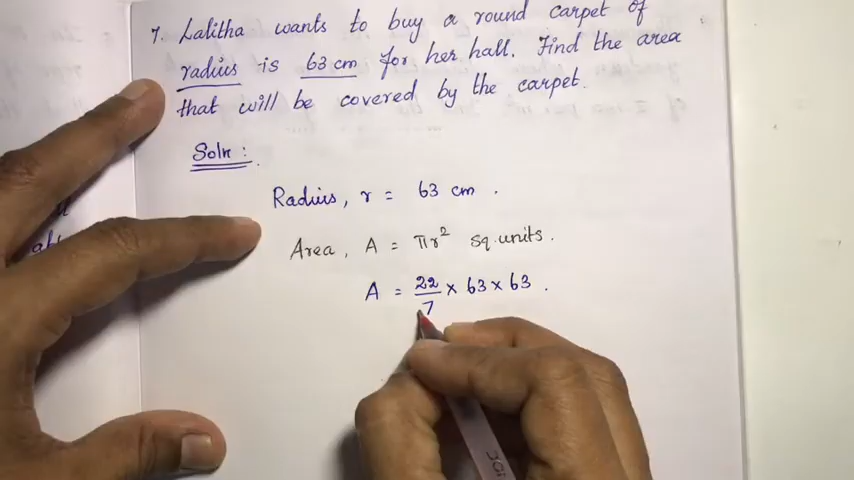 7. Lalitha wants to buy a round carpet of
radius is 63 cm for her hall. Find the area
that will be covered by the carpet.
Soln :
Radius, r = 63 cm .
Area, A = πr² sq.units.
A = 22/7 × 63 × 63 .